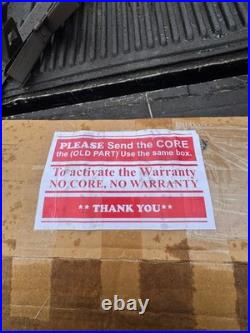 PLEASE Send the CORE
the (OLD PART) Use the same box.
To activate the Warranty
NO CORE, NO WARRANTY
** THANK YOU**